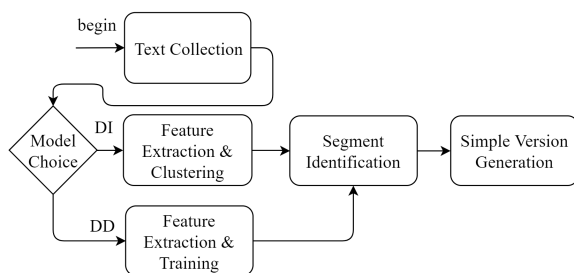 begin
Text Collection
Model
Choice
DI
Feature
Extraction &
Clustering
Segment
Identification
Simple Version
Generation
DD
Feature
Extraction &
Training